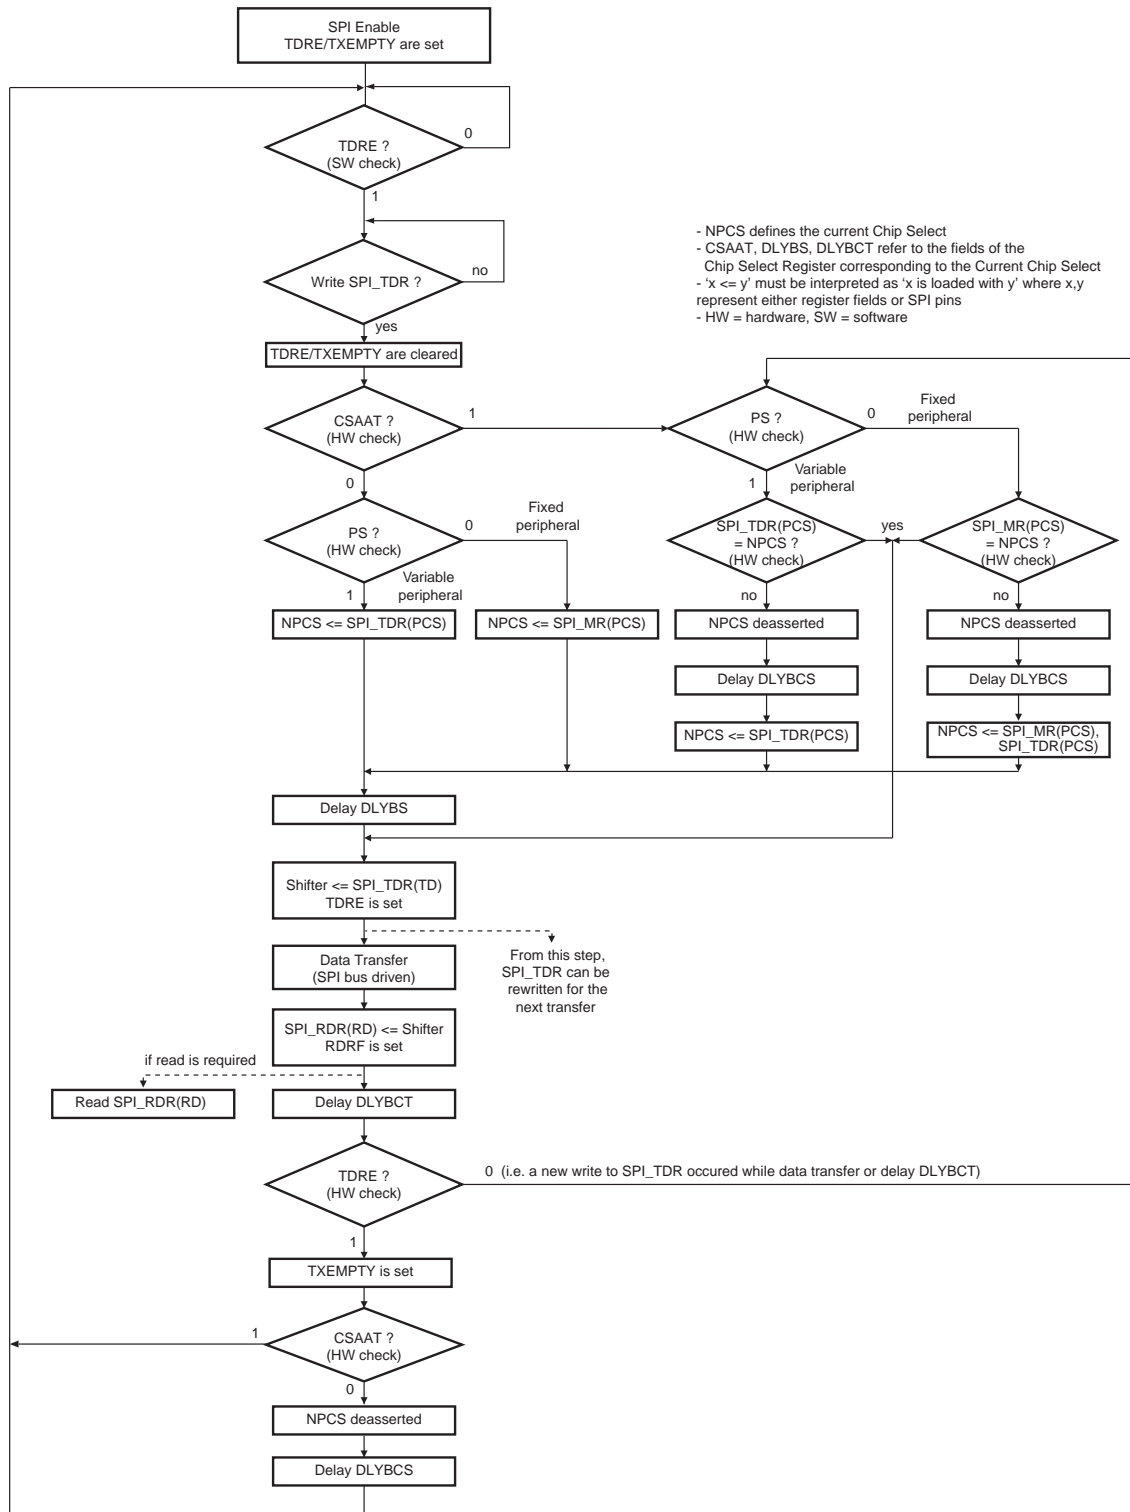 SPI Enable
TDRE/TXEMPTY are set
TDRE ?
(SW check)
0
1
Write SPI_TDR ?
no
yes
- NPCS defines the current Chip Select
- CSAAT, DLYBS, DLYBCT refer to the fields of the
Chip Select Register corresponding to the Current Chip Select
- ‘x <= y’ must be interpreted as ‘x is loaded with y’ where x,y
represent either register fields or SPI pins
- HW = hardware, SW = software
TDRE/TXEMPTY are cleared
CSAAT ?
(HW check)
1
0
PS ?
(HW check)
0
Fixed
peripheral
1
Variable
peripheral
PS ?
(HW check)
0
Fixed
peripheral
1
Variable
peripheral
SPI_TDR(PCS)
= NPCS ?
(HW check)
yes
no
SPI_MR(PCS)
= NPCS ?
(HW check)
no
NPCS <= SPI_TDR(PCS)
NPCS <= SPI_MR(PCS)
NPCS deasserted
NPCS deasserted
Delay DLYBCS
Delay DLYBCS
NPCS <= SPI_TDR(PCS)
NPCS <= SPI_MR(PCS),
SPI_TDR(PCS)
Delay DLYBS
Shifter <= SPI_TDR(TD)
TDRE is set
From this step,
SPI_TDR can be
rewritten for the
next transfer
Data Transfer
(SPI bus driven)
SPI_RDR(RD) <= Shifter
RDRF is set
if read is required
Read SPI_RDR(RD)
Delay DLYBCT
TDRE ?
(HW check)
0 (i.e. a new write to SPI_TDR occured while data transfer or delay DLYBCT)
1
TXEMPTY is set
CSAAT ?
(HW check)
1
0
NPCS deasserted
Delay DLYBCS